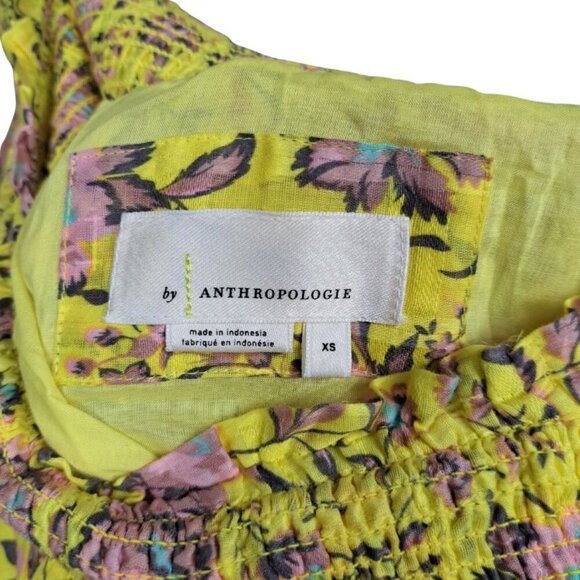 by ANTHROPOLOGIE
made in indonesia
fabriqué en indonésie
XS